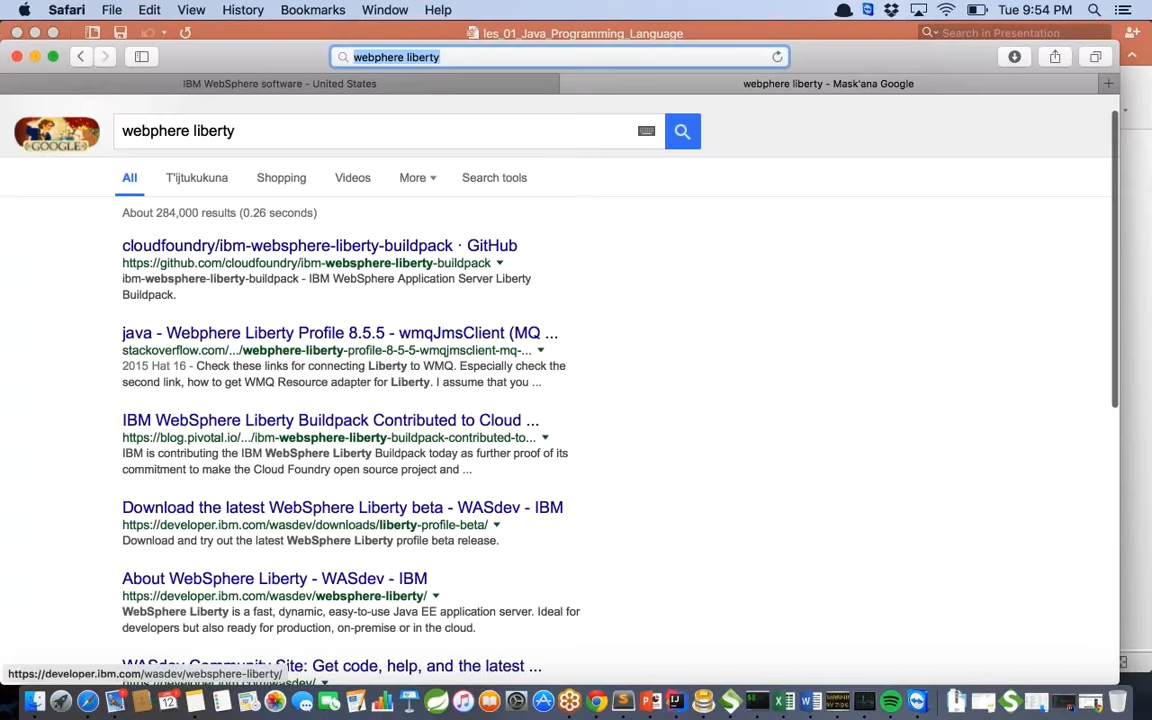 Safari File Edit View History Bookmarks Window Help Tue 9:54 PM
les_01_Java_Programming_Language Search in Presentation
webphere liberty
IBM WebSphere software - United States webphere liberty - Mask'ana Google
GOOGLE webphere liberty
All T'ijtukukuna Shopping Videos More Search tools
About 284,000 results (0.26 seconds)
cloudfoundry/ibm-websphere-liberty-buildpack · GitHub
https://github.com/cloudfoundry/ibm-websphere-liberty-buildpack
ibm-websphere-liberty-buildpack - IBM WebSphere Application Server Liberty
Buildpack.
java - Webphere Liberty Profile 8.5.5 - wmqJmsClient (MQ ...
stackoverflow.com/.../webphere-liberty-profile-8-5-5-wmqjmsclient-mq-...
2015 Hat 16 - Check these links for connecting Liberty to WMQ. Especially check the
second link, how to get WMQ Resource adapter for Liberty. I assume that you ...
IBM WebSphere Liberty Buildpack Contributed to Cloud ...
https://blog.pivotal.io/.../ibm-websphere-liberty-buildpack-contributed-to...
IBM is contributing the IBM WebSphere Liberty Buildpack today as further proof of its
commitment to make the Cloud Foundry open source project and ...
Download the latest WebSphere Liberty beta - WASdev - IBM
https://developer.ibm.com/wasdev/downloads/liberty-profile-beta/
Download and try out the latest WebSphere Liberty profile beta release.
About WebSphere Liberty - WASdev - IBM
https://developer.ibm.com/wasdev/websphere-liberty/
WebSphere Liberty is a fast, dynamic, easy-to-use Java EE application server. Ideal for
developers but also ready for production, on-premise or in the cloud.
WASdev Community Site: Get code, help, and the latest ...
https://developer.ibm.com/wasdev/websphere-liberty/